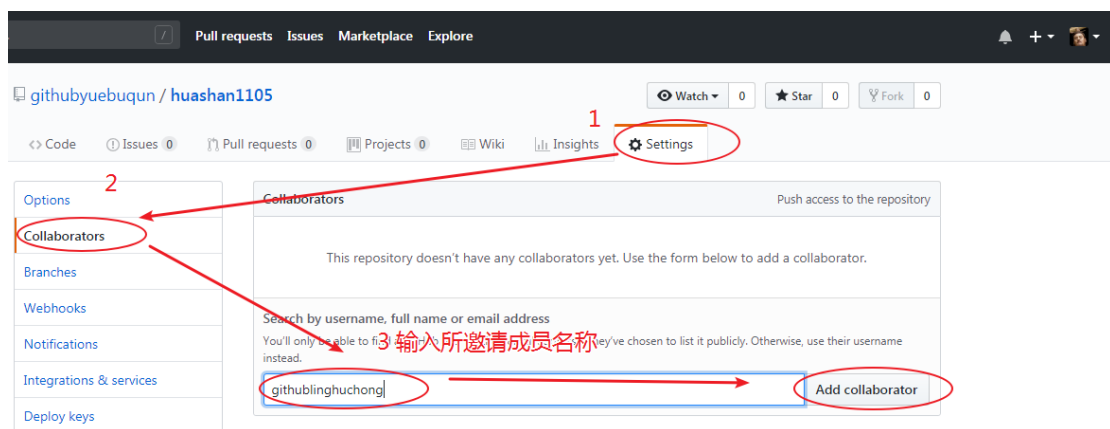 / Pull requests Issues Marketplace Explore
githubyuebuqun / huashan1105 Watch 0 Star 0 Fork 0
1
Code Issues 0 Pull requests 0 Projects 0 Wiki Insights Settings
2
Options
Collaborators Push access to the repository
Collaborators
This repository doesn't have any collaborators yet. Use the form below to add a collaborator.
Branches
Webhooks
Search by username, full name or email address
3 输入所邀请成员名称
Notifications
You'll only be able to they've chosen to list it publicly. Otherwise, use their username
instead.
Integrations & services
githublinghuchong Add collaborator
Deploy keys